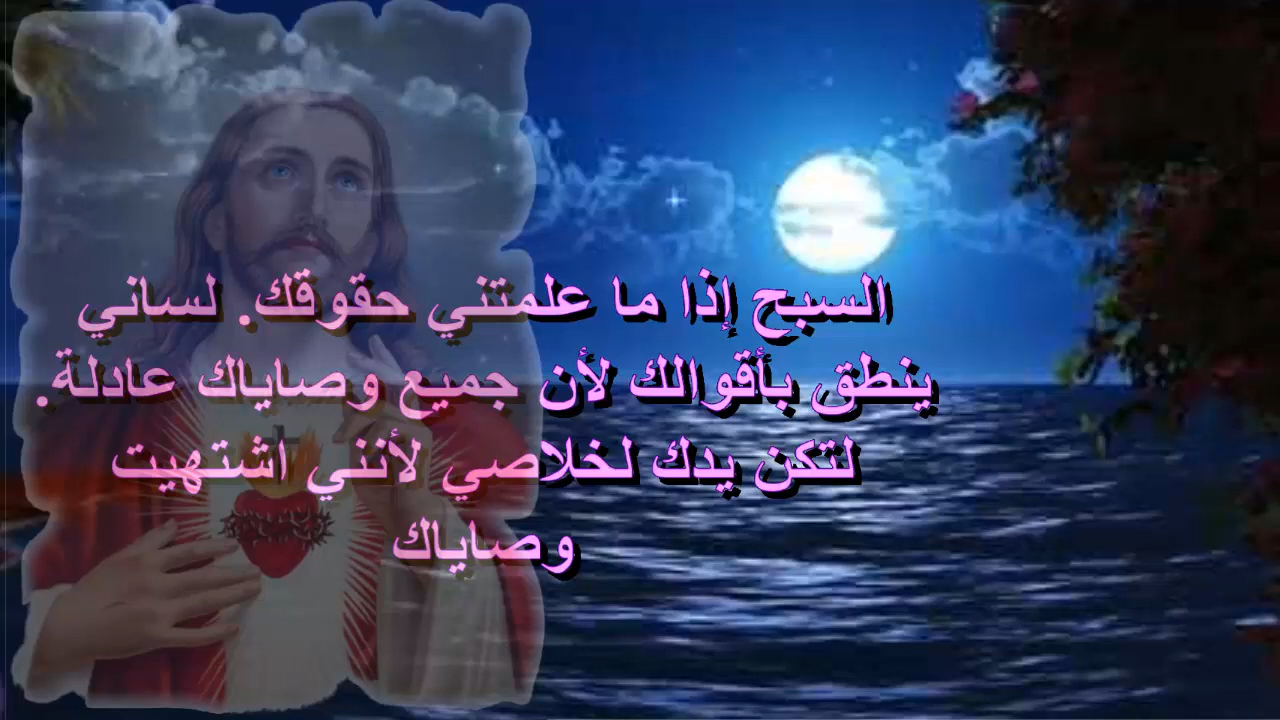 السبح إذا ما علمتني حقوقك. لساني
ينطق بأقوالك لأن جميع وصاياك عادلة.
لتكن يدك لخلاصي لأنني اشتهيت
وصاياك